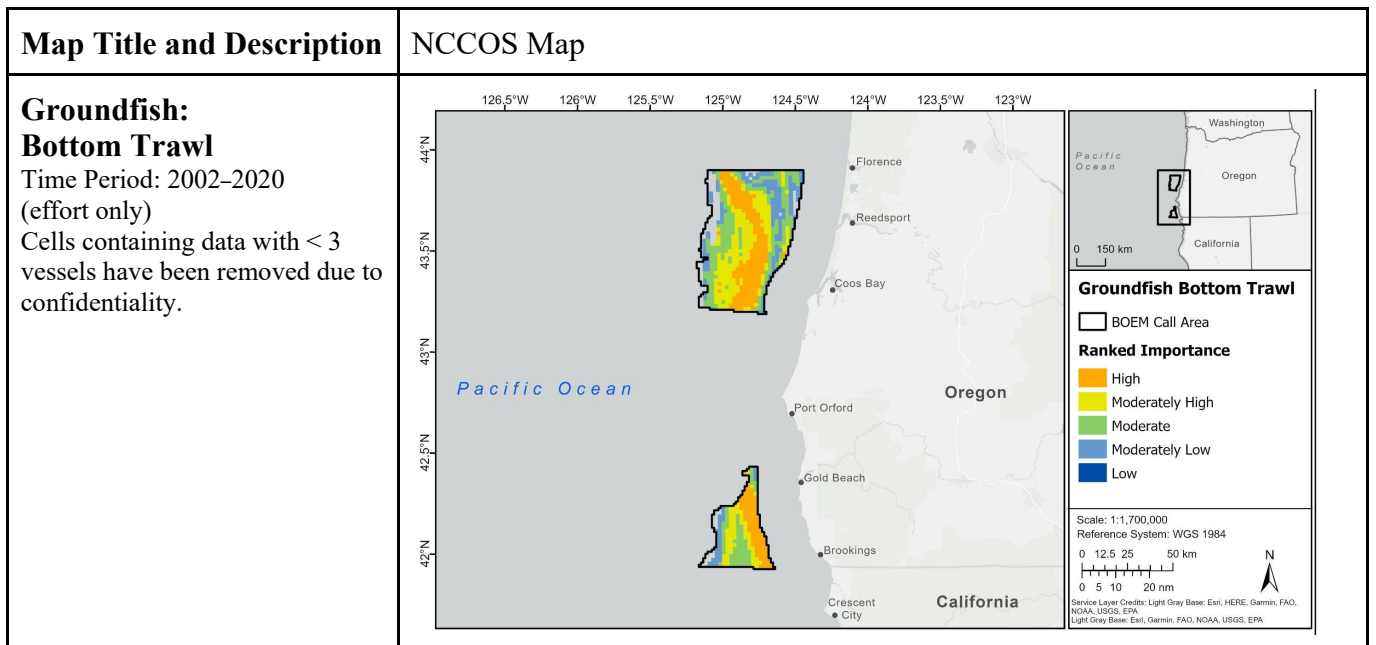 Map Title and Description
NCCOS Map
Groundfish:
Bottom Trawl
Time Period: 2002–2020
(effort only)
Cells containing data with < 3
vessels have been removed due to
confidentiality.
126.5°W 126°W 125.5°W 125°W 124.5°W 124°W 123.5°W 123°W
44°N
43.5°N
43°N
42.5°N
42°N
Florence
Reedsport
Coos Bay
Pacific Ocean
Oregon
Port Orford
Gold Beach
Brookings
Crescent
City
California
Washington
Pacific
Ocean
Oregon
California
0 150 km
Groundfish Bottom Trawl
BOEM Call Area
Ranked Importance
High
Moderately High
Moderate
Moderately Low
Low
Scale: 1:1,700,000
Reference System: WGS 1984
0 12.5 25 50 km
0 5 10 20 nm
N
Service Layer Credits: Light Gray Base: Esri, HERE, Garmin, FAO,
NOAA, USGS, EPA
Light Gray Base: Esri, Garmin, FAO, NOAA, USGS, EPA